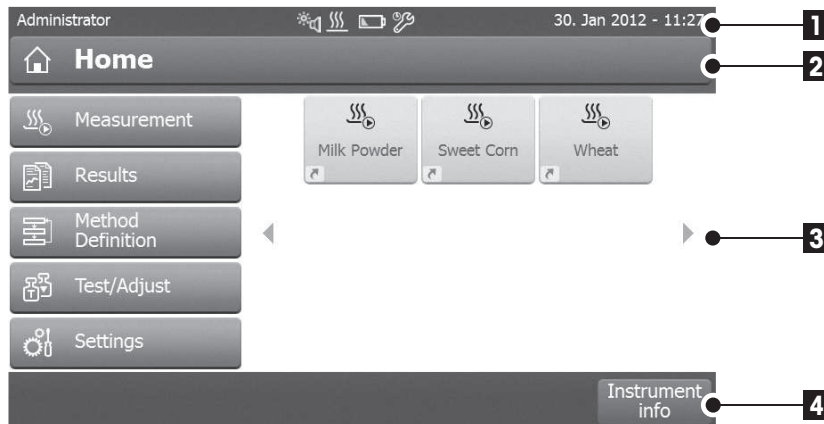 Administrator
30. Jan 2012 - 11:27
1
Home
2
Measurement
Milk Powder
Sweet Corn
Wheat
Results
Method
Definition
3
Test/Adjust
Settings
Instrument
info
4